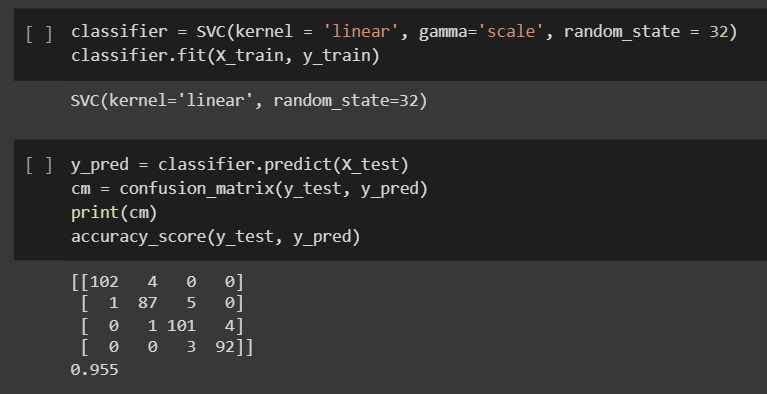 [ ] classifier = SVC(kernel = 'linear', gamma='scale', random_state = 32)
classifier.fit(X_train, y_train)
SVC(kernel='linear', random_state=32)
[ ] y_pred = classifier.predict(X_test)
cm = confusion_matrix(y_test, y_pred)
print(cm)
accuracy_score(y_test, y_pred)
[[102   4   0   0]
 [  1  87   5   0]
 [  0   1 101   4]
 [  0   0   3  92]]
0.955